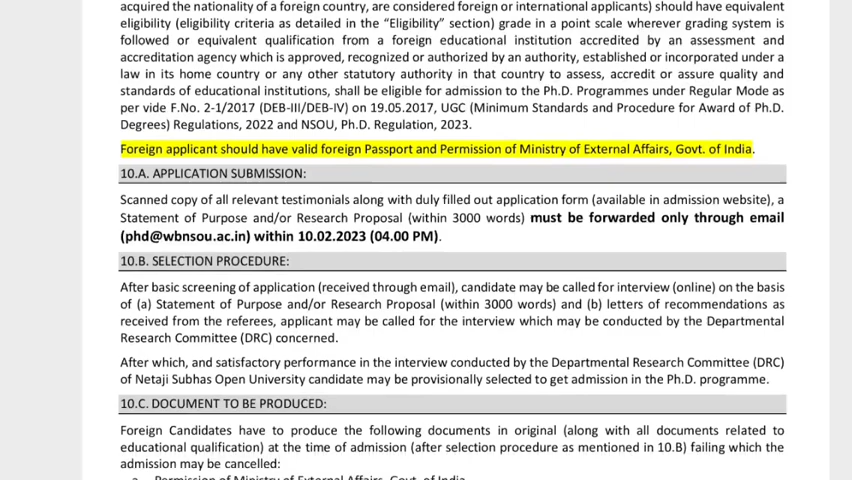 acquired the nationality of a foreign country, are considered foreign or international applicants) should have equivalent
eligibility (eligibility criteria as detailed in the “Eligibility” section) grade in a point scale wherever grading system is
followed or equivalent qualification from a foreign educational institution accredited by an assessment and
accreditation agency which is approved, recognized or authorized by an authority, established or incorporated under a
law in its home country or any other statutory authority in that country to assess, accredit or assure quality and
standards of educational institutions, shall be eligible for admission to the Ph.D. Programmes under Regular Mode as
per vide F.No. 2-1/2017 (DEB-III/DEB-IV) on 19.05.2017, UGC (Minimum Standards and Procedure for Award of Ph.D.
Degrees) Regulations, 2022 and NSOU, Ph.D. Regulation, 2023.
Foreign applicant should have valid foreign Passport and Permission of Ministry of External Affairs, Govt. of India.
10.A. APPLICATION SUBMISSION:
Scanned copy of all relevant testimonials along with duly filled out application form (available in admission website), a
Statement of Purpose and/or Research Proposal (within 3000 words) must be forwarded only through email
(phd@wbnsou.ac.in) within 10.02.2023 (04.00 PM).
10.B. SELECTION PROCEDURE:
After basic screening of application (received through email), candidate may be called for interview (online) on the basis
of (a) Statement of Purpose and/or Research Proposal (within 3000 words) and (b) letters of recommendations as
received from the referees, applicant may be called for the interview which may be conducted by the Departmental
Research Committee (DRC) concerned.
After which, and satisfactory performance in the interview conducted by the Departmental Research Committee (DRC)
of Netaji Subhas Open University candidate may be provisionally selected to get admission in the Ph.D. programme.
10.C. DOCUMENT TO BE PRODUCED:
Foreign Candidates have to produce the following documents in original (along with all documents related to
educational qualification) at the time of admission (after selection procedure as mentioned in 10.B) failing which the
admission may be cancelled:
a. Permission of Ministry of External Affairs, Govt. of India